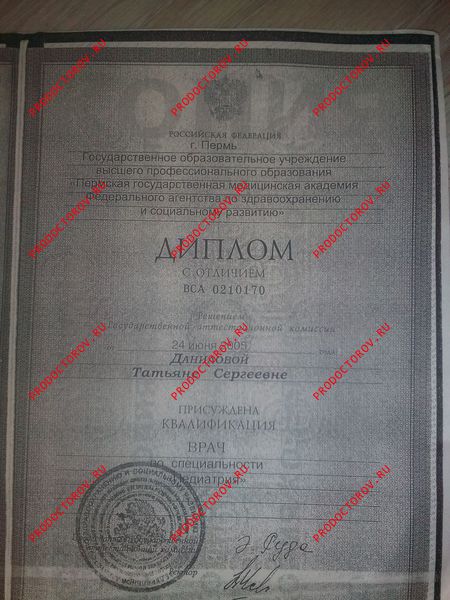 РОССИЙСКАЯ ФЕДЕРАЦИЯ
г. Пермь
Государственное образовательное учреждение
высшего профессионального образования
«Пермская государственная медицинская академия
Федерального агентства по здравоохранению
и социальному развитию»
ДИПЛОМ
С ОТЛИЧИЕМ
ВСА 0210170
Решением
Государственной аттестационной комиссии
24 июня 2005
Даниловой
Татьяне Сергеевне
ПРИСУЖДЕНА
КВАЛИФИКАЦИЯ
ВРАЧ
по специальности
«Педиатрия»
PRODOCTOROV.RU